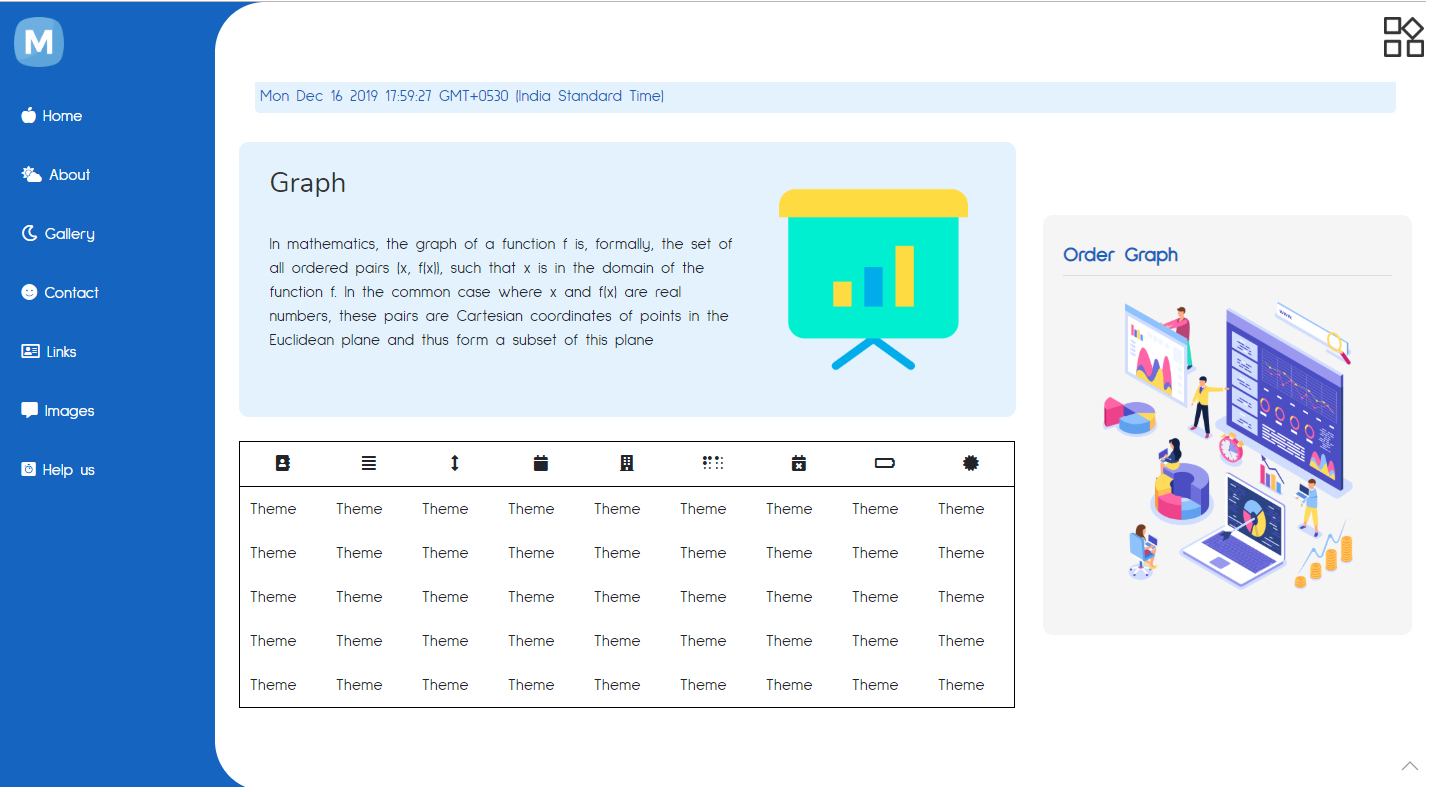 M
Home
About
Gallery
Contact
Links
Images
Help us
Mon Dec 16 2019 17:59:27 GMT+0530 (India Standard Time)
Graph
In mathematics, the graph of a function f is, formally, the set of
all ordered pairs (x, f(x)), such that x is in the domain of the
function f. In the common case where x and f(x) are real
numbers, these pairs are Cartesian coordinates of points in the
Euclidean plane and thus form a subset of this plane
Theme Theme Theme Theme Theme Theme Theme Theme Theme
Theme Theme Theme Theme Theme Theme Theme Theme Theme
Theme Theme Theme Theme Theme Theme Theme Theme Theme
Theme Theme Theme Theme Theme Theme Theme Theme Theme
Theme Theme Theme Theme Theme Theme Theme Theme Theme
Order Graph
www.